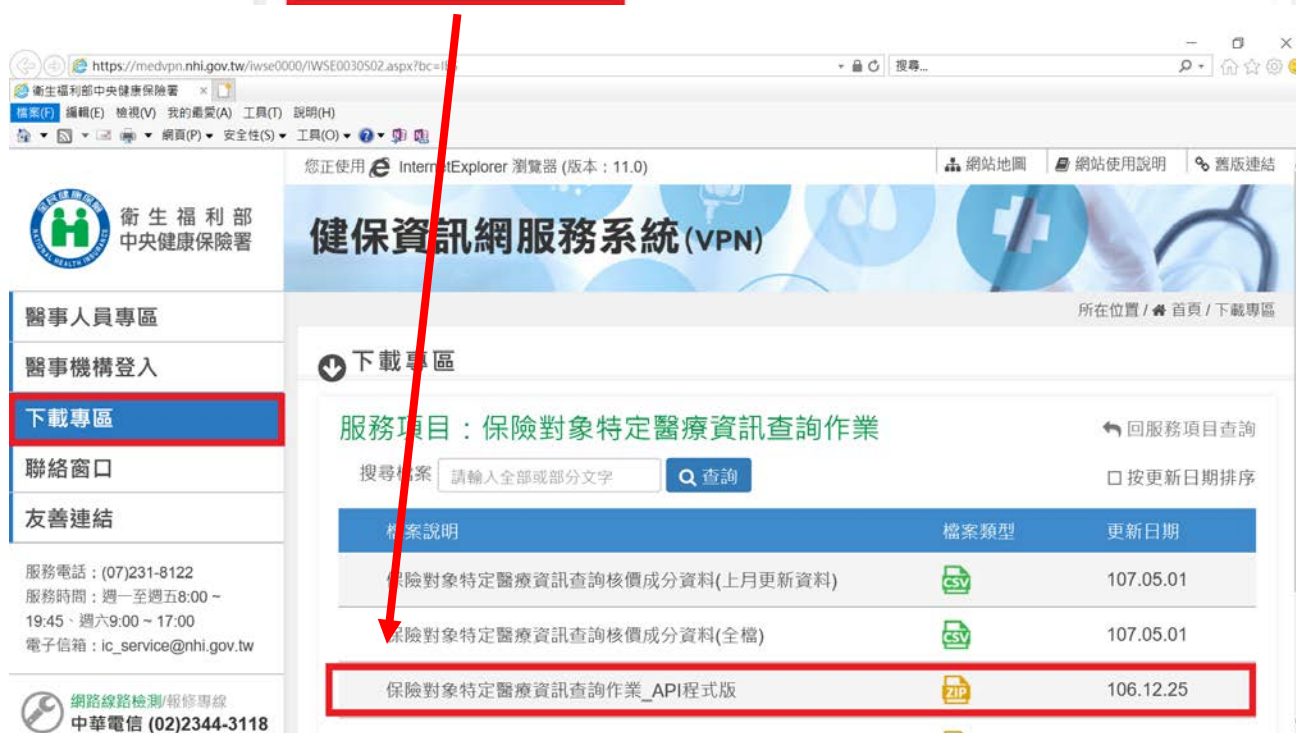 https://medvpn.nhi.gov.tw/iwse0000/IWSE0030S02.aspx?bc=
搜尋...
衛生福利部中央健康保險署
檔案(F) 編輯(E) 檢視(V) 我的最愛(A) 工具(T) 說明(H)
網頁(P) 安全性(S) 工具(O)
您正使用 InternetExplorer 瀏覽器 (版本：11.0)
網站地圖 網站使用說明 舊版連結
全民健康保險
NATIONAL HEALTH INSURANCE
衛生福利部
中央健康保險署
健保資訊網服務系統(VPN)
所在位置 / 首頁 / 下載專區
醫事人員專區
醫事機構登入
下載專區
聯絡窗口
友善連結
服務電話：(07)231-8122
服務時間：週一至週五8:00 ~
19:45、週六9:00 ~ 17:00
電子信箱：ic_service@nhi.gov.tw
網路線路檢測/報修專線
中華電信 (02)2344-3118
下載專區
服務項目：保險對象特定醫療資訊查詢作業
回服務項目查詢
搜尋檔案 請輸入全部或部分文字 查詢
按更新日期排序
檔案說明 檔案類型 更新日期
保險對象特定醫療資訊查詢核價成分資料(上月更新資料) CSV 107.05.01
保險對象特定醫療資訊查詢核價成分資料(全檔) CSV 107.05.01
保險對象特定醫療資訊查詢作業_API程式版 ZIP 106.12.25